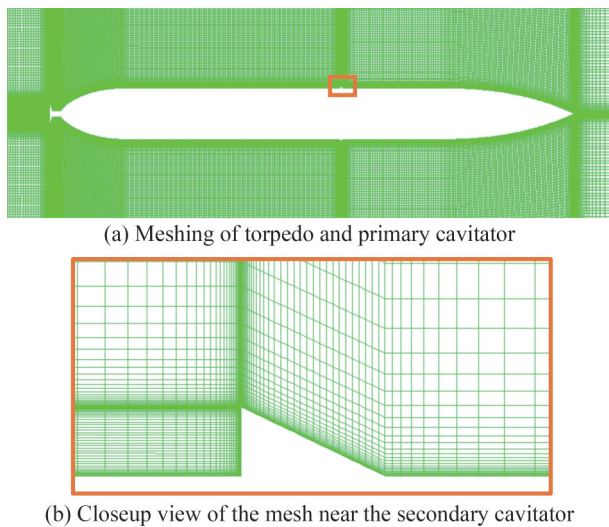 (a) Meshing of torpedo and primary cavitator
(b) Closeup view of the mesh near the secondary cavitator